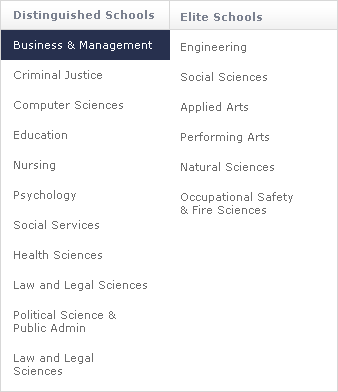 Distinguished Schools
Business & Management
Criminal Justice
Computer Sciences
Education
Nursing
Psychology
Social Services
Health Sciences
Law and Legal Sciences
Political Science &
Public Admin
Law and Legal
Sciences
Elite Schools
Engineering
Social Sciences
Applied Arts
Performing Arts
Natural Sciences
Occupational Safety
& Fire Sciences